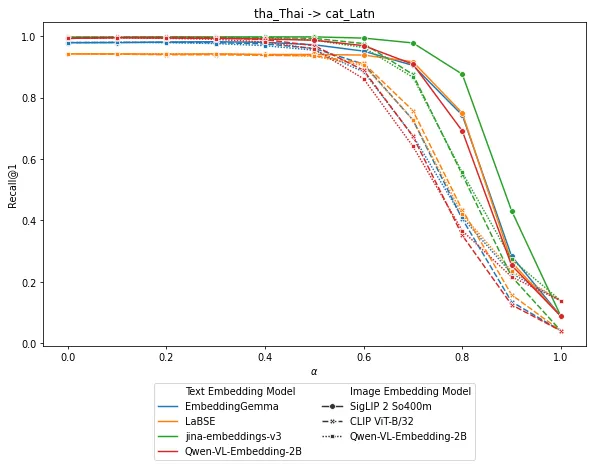 tha_Thai -> cat_Latn
1.0
0.8
0.6
0.4
0.2
0.0
Recall@1
0.0 0.2 0.4 0.6 0.8 1.0
α
Text Embedding Model
EmbeddingGemma
LaBSE
jina-embeddings-v3
Qwen-VL-Embedding-2B
Image Embedding Model
SigLIP 2 So400m
CLIP ViT-B/32
Qwen-VL-Embedding-2B